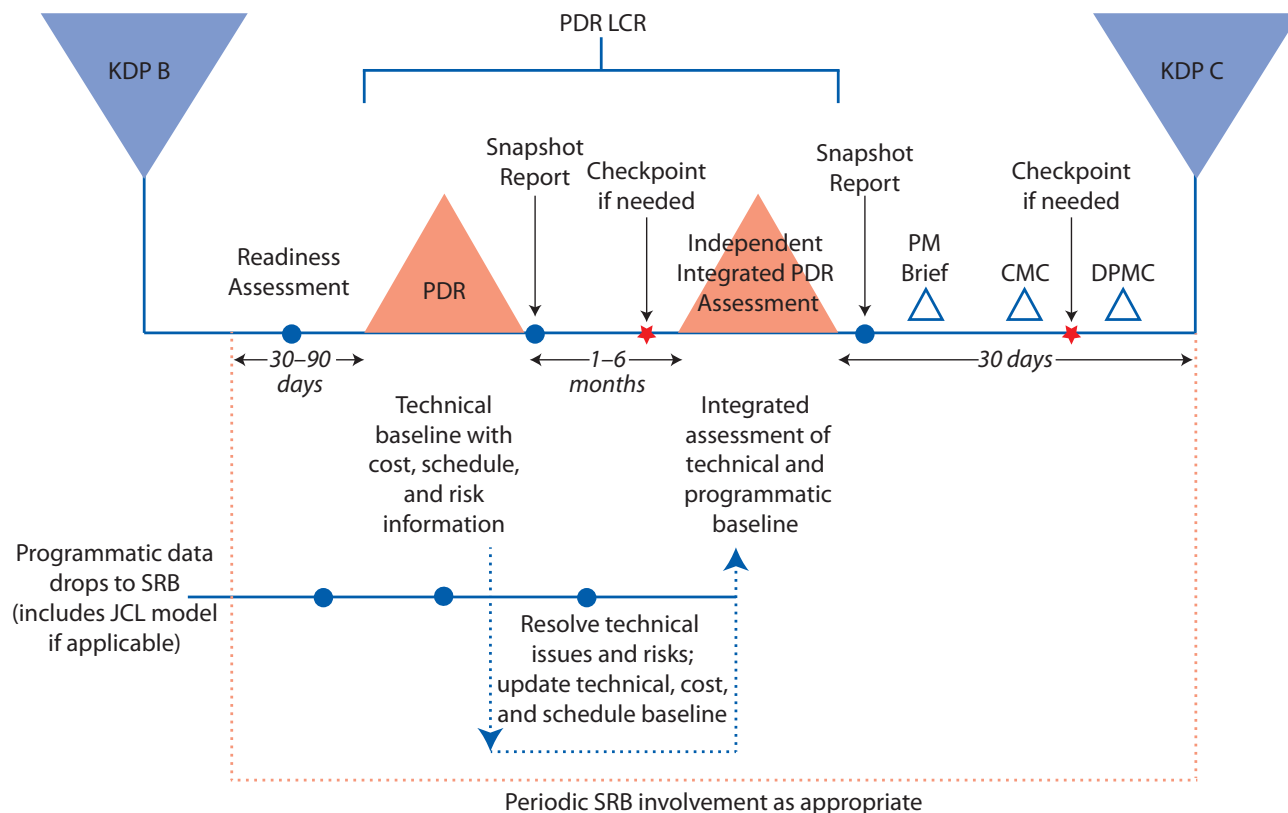 PDR LCR
KDP B
KDP C
Snapshot
Report
Checkpoint
if needed
Snapshot
Report
Checkpoint
if needed
Readiness
Assessment
PDR
Independent
Integrated PDR
Assessment
PM
Brief
CMC
DPMC
30–90
days
1–6
months
30 days
Technical
baseline with
cost, schedule,
and risk
information
Integrated
assessment of
technical and
programmatic
baseline
Programmatic data
drops to SRB
(includes JCL model
if applicable)
Resolve technical
issues and risks;
update technical, cost,
and schedule baseline
Periodic SRB involvement as appropriate